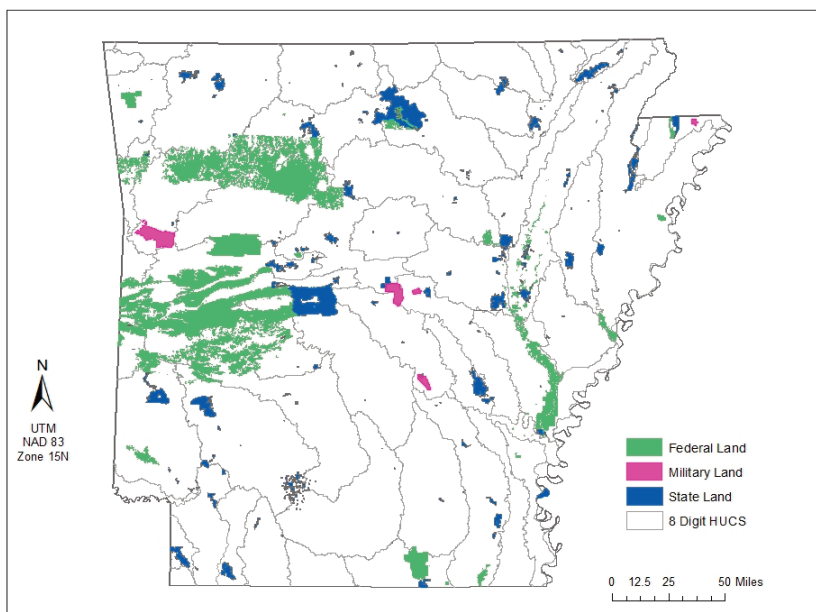 N
UTM
NAD 83
Zone 15N
Federal Land
Military Land
State Land
8 Digit HUCS
0 12.5 25 50 Miles